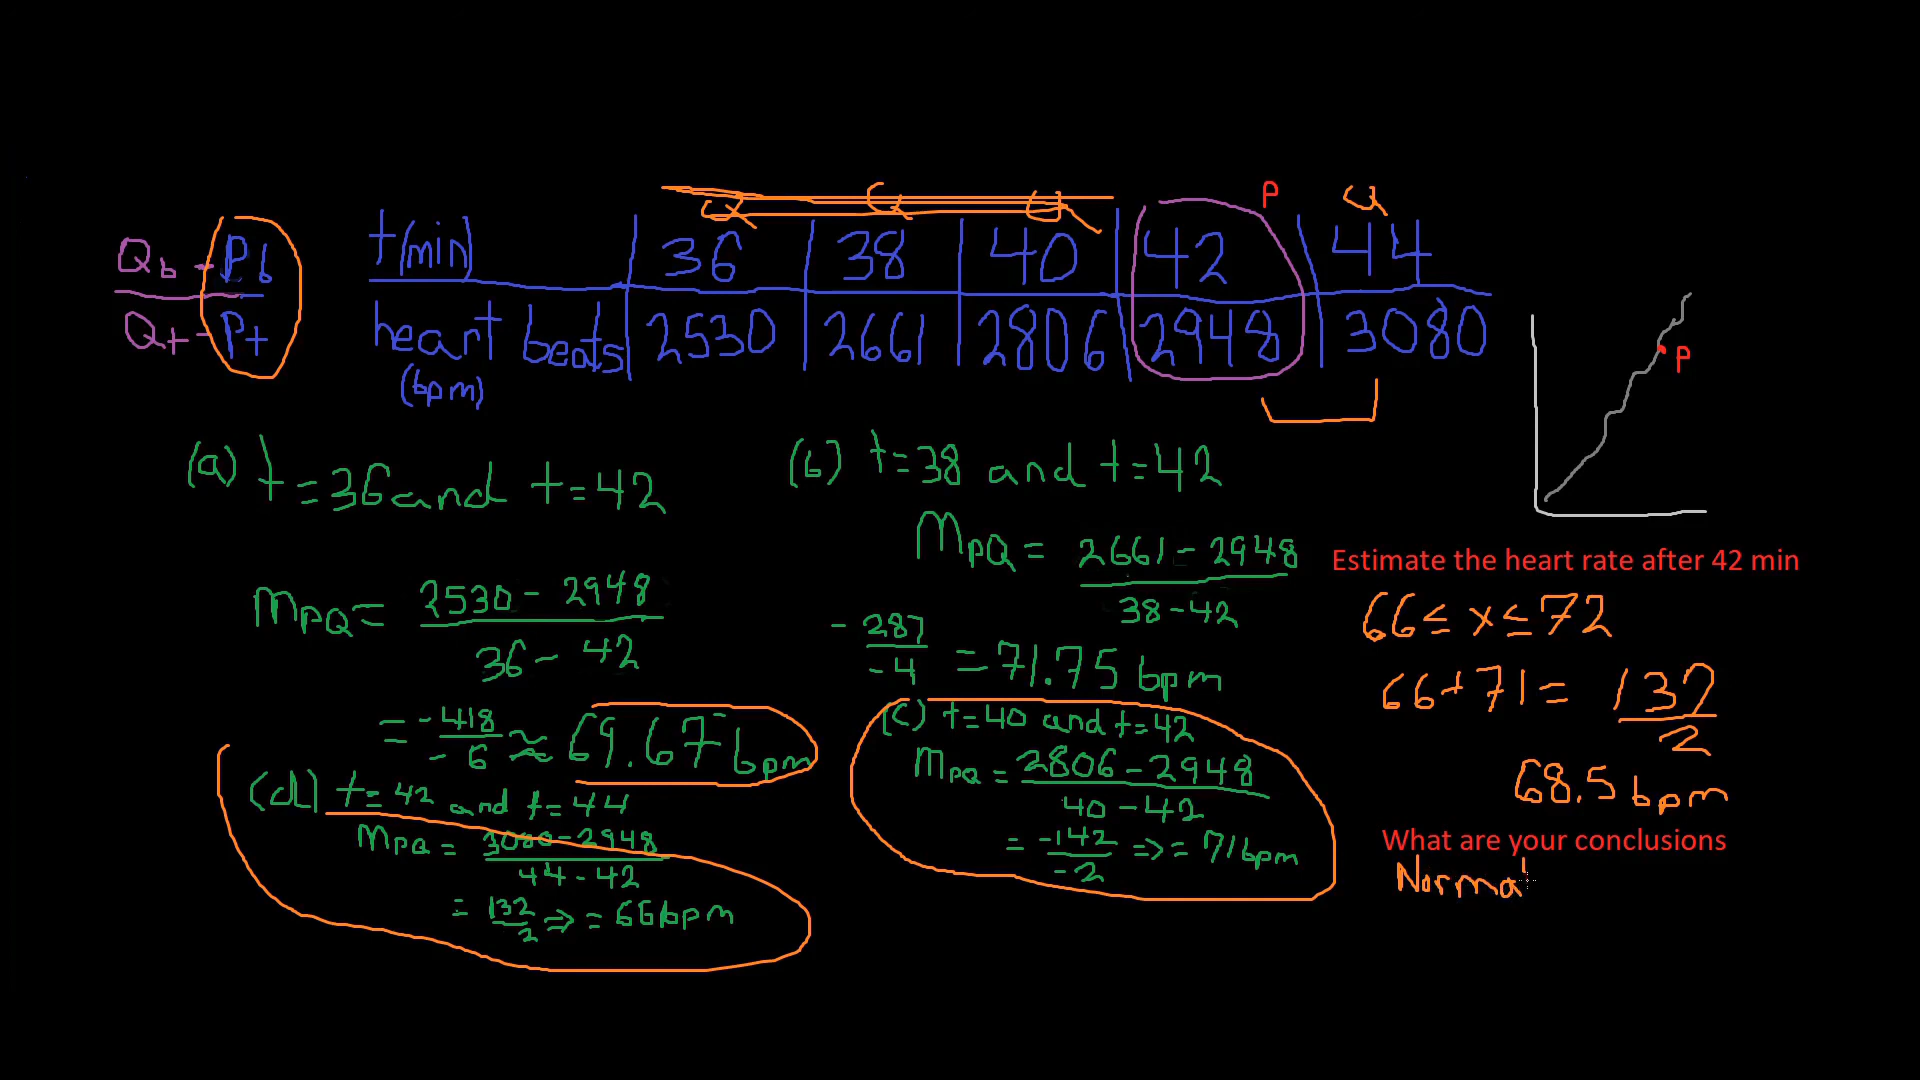 P Q
Q Q Q
Qb - Pb
Qt - Pt
t(min) 36 38 40 42 44
heart beats 2530 2661 2806 2948 3080
(bpm)
P
(a) t=36 and t=42
MPQ = 2530 - 2948
36 - 42
= -418 ≈ 69.67 bpm
-6
(b) t=38 and t=42
MPQ = 2661 - 2948
38 - 42
-287 = 71.75 bpm
-4
(c) t=40 and t=42
MPQ = 2806 - 2948
40 - 42
= -142 => = 71 bpm
-2
(d) t=42 and t=44
MPQ = 3080 - 2948
44 - 42
= 132 => = 66 bpm
2
Estimate the heart rate after 42 min
66 ≤ x ≤ 72
66+71 = 132
2
68.5 bpm
What are your conclusions
Normal